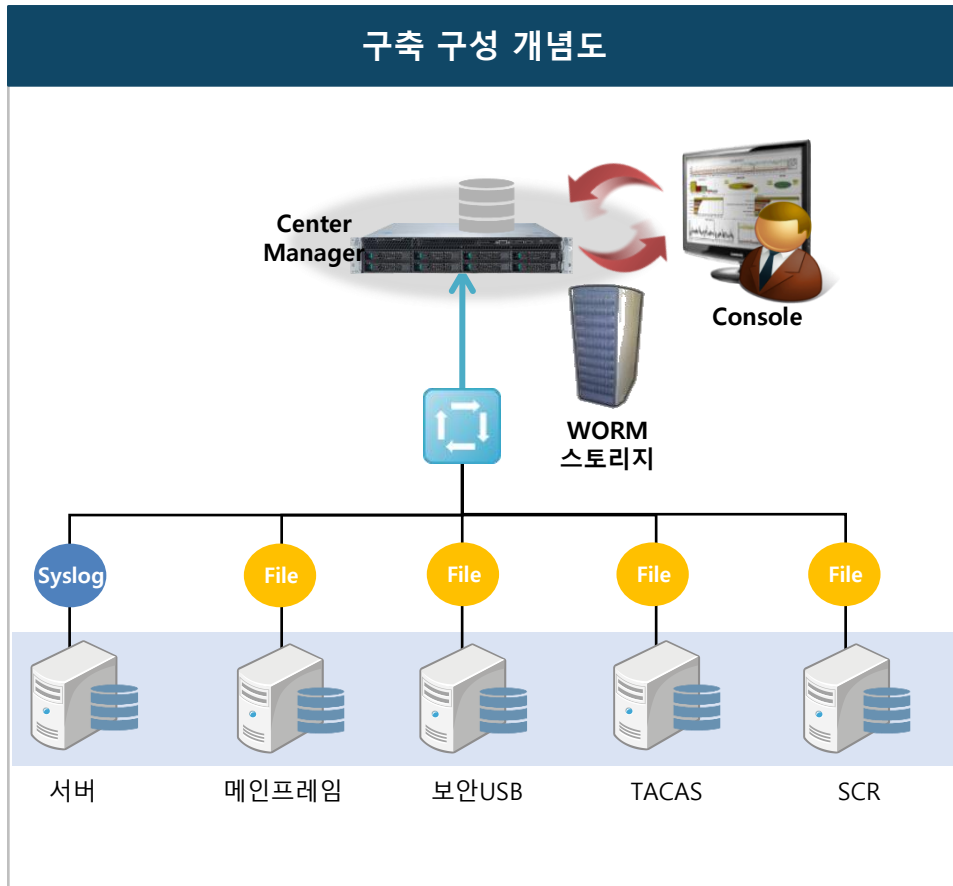 구축 구성 개념도
Center
Manager
Console
WORM
스토리지
Syslog
File
File
File
File
서버
메인프레임
보안USB
TACAS
SCR